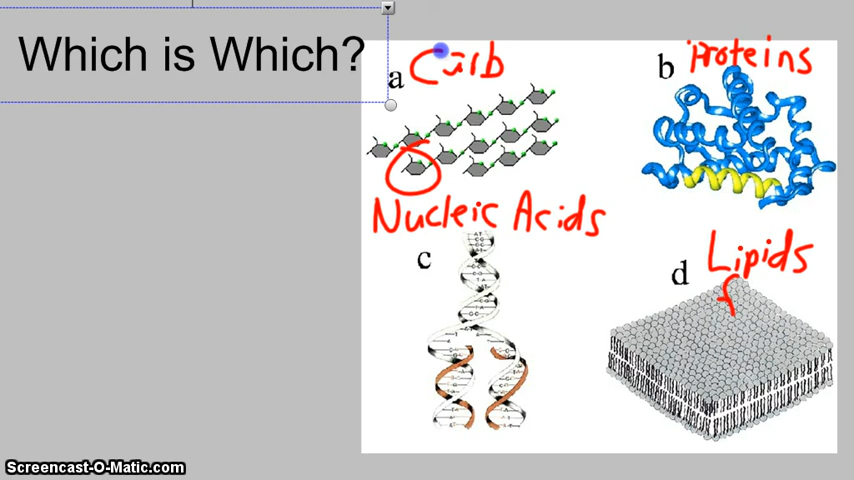 Which is Which?
a Carb
b Proteins
Nucleic Acids
c
Lipids
d
Screencast-O-Matic.com